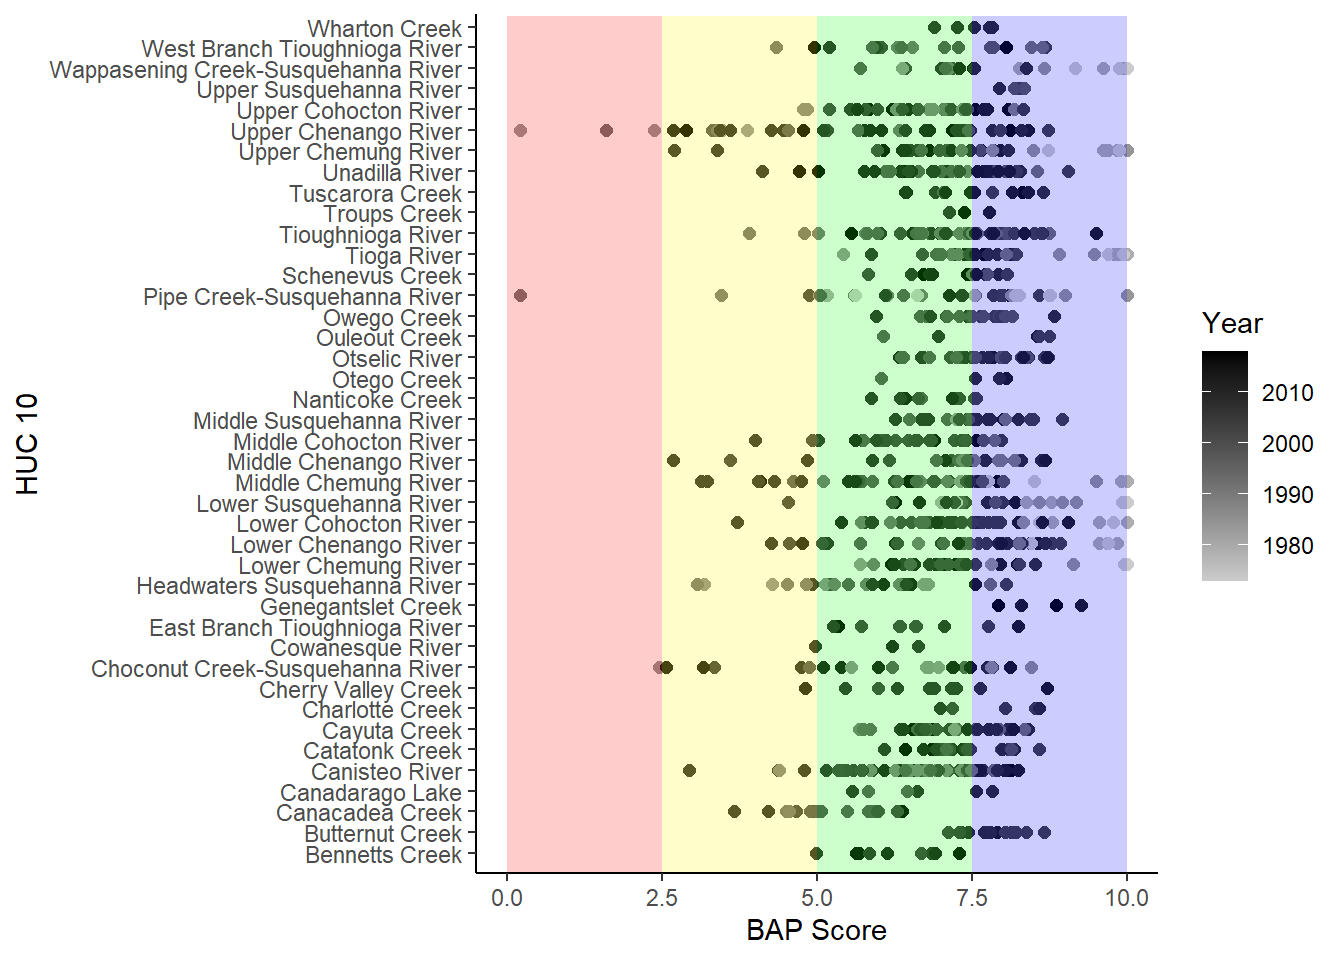 Wharton Creek
West Branch Tioughnioga River
Wappasening Creek-Susquehanna River
Upper Susquehanna River
Upper Cohocton River
Upper Chenango River
Upper Chemung River
Unadilla River
Tuscarora Creek
Troups Creek
Tioughnioga River
Tioga River
Schenevus Creek
Pipe Creek-Susquehanna River
Owego Creek
Ouleout Creek
Otselic River
Otego Creek
Nanticoke Creek
Middle Susquehanna River
Middle Cohocton River
Middle Chenango River
Middle Chemung River
Lower Susquehanna River
Lower Cohocton River
Lower Chenango River
Lower Chemung River
Headwaters Susquehanna River
Genegantslet Creek
East Branch Tioughnioga River
Cowanesque River
Choconut Creek-Susquehanna River
Cherry Valley Creek
Charlotte Creek
Cayuta Creek
Catatonk Creek
Canisteo River
Canadarago Lake
Canacadea Creek
Butternut Creek
Bennetts Creek
HUC 10
0.0 2.5 5.0 7.5 10.0
BAP Score
Year
2010
2000
1990
1980